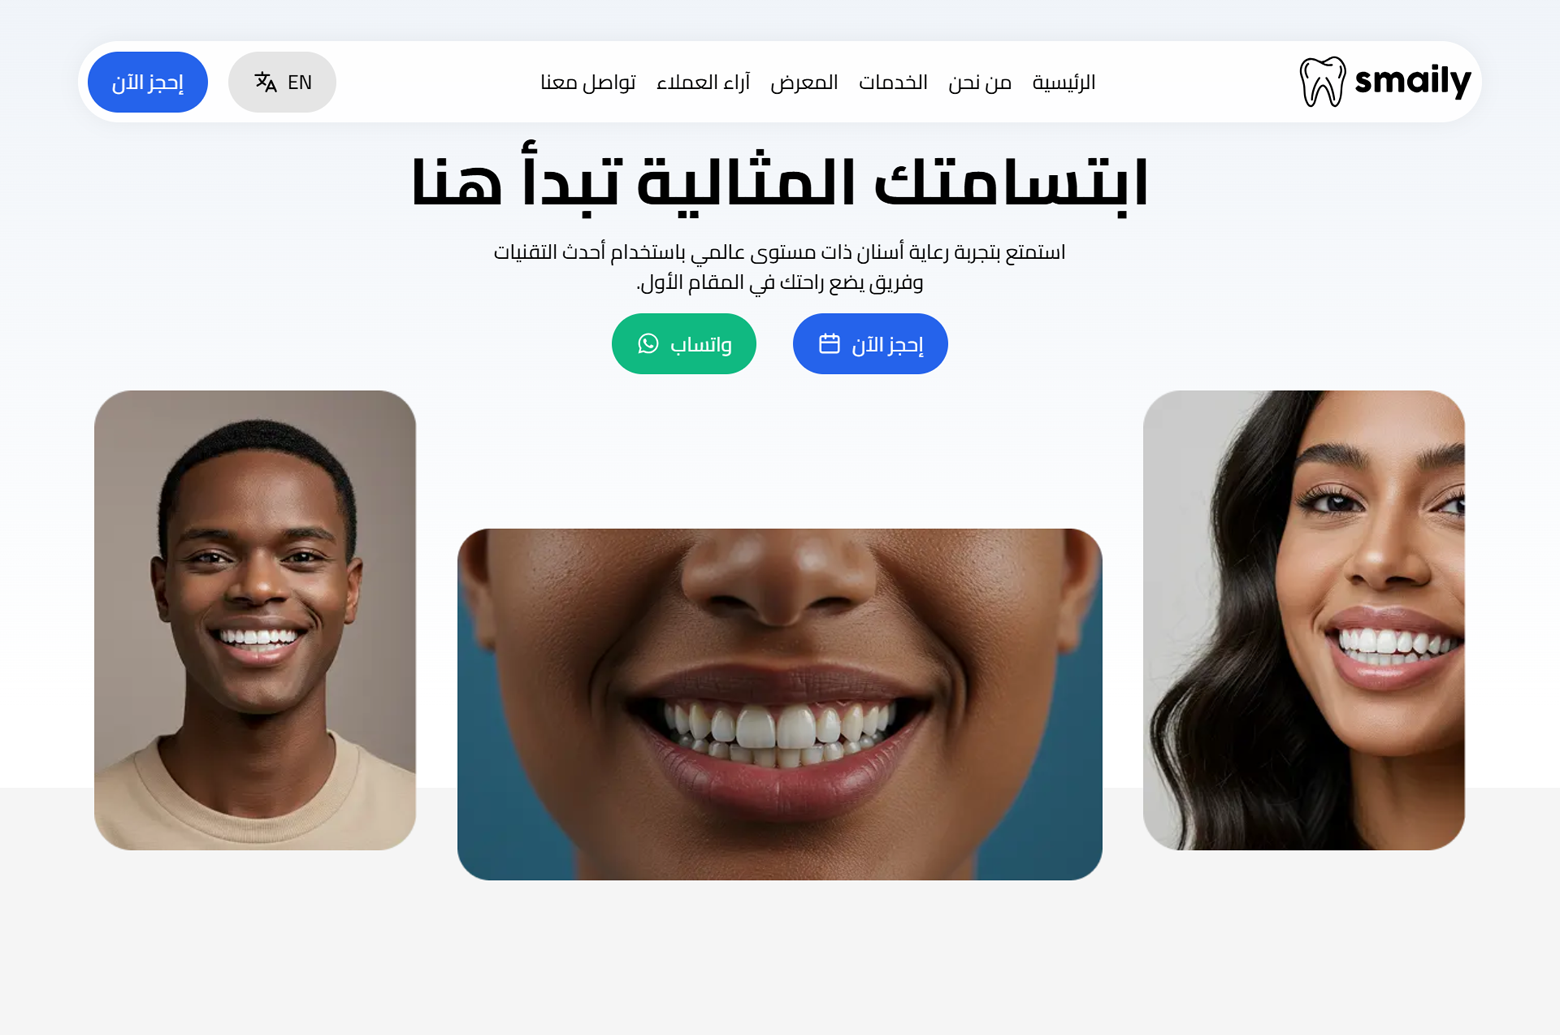 smaily
الرئيسية
من نحن
الخدمات
المعرض
آراء العملاء
تواصل معنا
EN
إحجز الآن
ابتسامتك المثالية تبدأ هنا
استمتع بتجربة رعاية أسنان ذات مستوى عالمي باستخدام أحدث التقنيات
وفريق يضع راحتك في المقام الأول.
إحجز الآن
واتساب